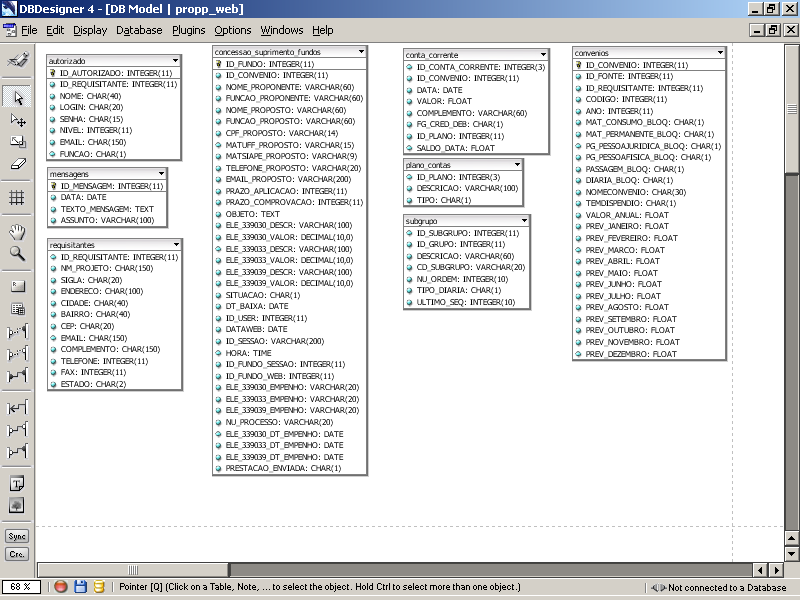 DBDesigner 4 - [DB Model | propp_web]
File Edit Display Database Plugins Options Windows Help
autorizado
ID_AUTORIZADO: INTEGER(11)
ID_REQUISITANTE: INTEGER(11)
NOME: CHAR(40)
LOGIN: CHAR(20)
SENHA: CHAR(15)
NIVEL: INTEGER(11)
EMAIL: CHAR(150)
FUNCAO: CHAR(1)
mensagens
ID_MENSAGEM: INTEGER(11)
DATA: DATE
TEXTO_MENSAGEM: TEXT
ASSUNTO: VARCHAR(100)
requisitantes
ID_REQUISITANTE: INTEGER(11)
NM_PROJETO: CHAR(150)
SIGLA: CHAR(20)
ENDERECO: CHAR(100)
CIDADE: CHAR(40)
BAIRRO: CHAR(40)
CEP: CHAR(20)
EMAIL: CHAR(150)
COMPLEMENTO: CHAR(150)
TELEFONE: INTEGER(11)
FAX: INTEGER(11)
ESTADO: CHAR(2)
concessao_suprimento_fundos
ID_FUNDO: INTEGER(11)
ID_CONVENIO: INTEGER(11)
NOME_PROPONENTE: VARCHAR(60)
FUNCAO_PROPONENTE: VARCHAR(60)
NOME_PROPOSTO: VARCHAR(60)
FUNCAO_PROPOSTO: VARCHAR(60)
CPF_PROPOSTO: VARCHAR(14)
MATUFF_PROPOSTO: VARCHAR(15)
MATSIAPE_PROPOSTO: VARCHAR(9)
TELEFONE_PROPOSTO: VARCHAR(50)
EMAIL_PROPOSTO: VARCHAR(200)
PRAZO_APLICACAO: INTEGER(11)
PRAZO_COMPROVACAO: INTEGER(11)
OBJETO: TEXT
ELE_339030_DESCR: VARCHAR(100)
ELE_339030_VALOR: DECIMAL(10,0)
ELE_339033_DESCR: VARCHAR(100)
ELE_339033_VALOR: DECIMAL(10,0)
ELE_339039_DESCR: VARCHAR(100)
ELE_339039_VALOR: DECIMAL(10,0)
SITUACAO: CHAR(1)
DT_BAIXA: DATE
ID_USER: INTEGER(11)
DATAWEB: DATE
ID_SESSAO: VARCHAR(200)
HORA: TIME
ID_FUNDO_SESSAO: INTEGER(11)
ID_FUNDO_WEB: INTEGER(11)
ELE_339030_EMPENHO: VARCHAR(20)
ELE_339033_EMPENHO: VARCHAR(20)
ELE_339039_EMPENHO: VARCHAR(20)
NU_PROCESSO: VARCHAR(20)
ELE_339030_DT_EMPENHO: DATE
ELE_339033_DT_EMPENHO: DATE
ELE_339039_DT_EMPENHO: DATE
PRESTACAO_ENVIADA: CHAR(1)
conta_corrente
ID_CONTA_CORRENTE: INTEGER(3)
ID_CONVENIO: INTEGER(11)
DATA: DATE
VALOR: FLOAT
COMPLEMENTO: VARCHAR(60)
FG_CRED_DEB: CHAR(1)
ID_PLANO: INTEGER(11)
SALDO_DATA: FLOAT
plano_contas
ID_PLANO: INTEGER(3)
DESCRICAO: VARCHAR(100)
TIPO: CHAR(1)
subgrupo
ID_SUBGRUPO: INTEGER(11)
ID_GRUPO: INTEGER(11)
DESCRICAO: VARCHAR(60)
CD_SUBGRUPO: VARCHAR(20)
NU_ORDEM: INTEGER(10)
TIPO_DIARIA: CHAR(1)
ULTIMO_SEQ: INTEGER(10)
convenios
ID_CONVENIO: INTEGER(11)
ID_FONTE: INTEGER(11)
ID_REQUISITANTE: INTEGER(11)
CODIGO: INTEGER(11)
ANO: INTEGER(11)
MAT_CONSUMO_BLOQ: CHAR(1)
MAT_PERMANENTE_BLOQ: CHAR(1)
PG_PESSOAJURIDICA_BLOQ: CHAR(1)
PG_PESSOAFISICA_BLOQ: CHAR(1)
PASSAGEM_BLOQ: CHAR(1)
DIARIA_BLOQ: CHAR(1)
NOMECONVENIO: CHAR(30)
TEMDISPENDIO: CHAR(1)
VALOR_ANUAL: FLOAT
PREV_JANEIRO: FLOAT
PREV_FEVEREIRO: FLOAT
PREV_MARCO: FLOAT
PREV_ABRIL: FLOAT
PREV_MAIO: FLOAT
PREV_JUNHO: FLOAT
PREV_JULHO: FLOAT
PREV_AGOSTO: FLOAT
PREV_SETEMBRO: FLOAT
PREV_OUTUBRO: FLOAT
PREV_NOVEMBRO: FLOAT
PREV_DEZEMBRO: FLOAT
Sync
Crc.
68 % Pointer [Q] (Click on a Table, Note, ... to select the object. Hold Ctrl to select more than one object.) Not connected to a Database